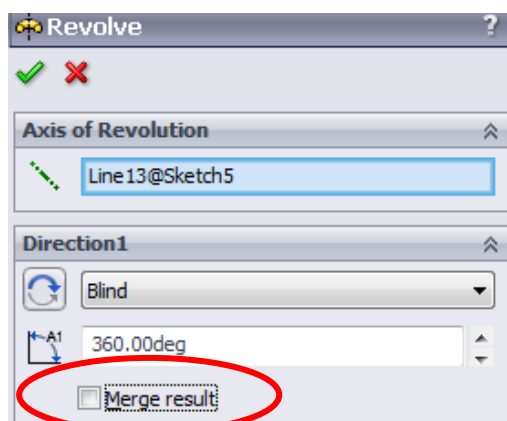 Revolve ?
Axis of Revolution
Line13@Sketch5
Direction1
Blind
A1
360.00deg
Merge result